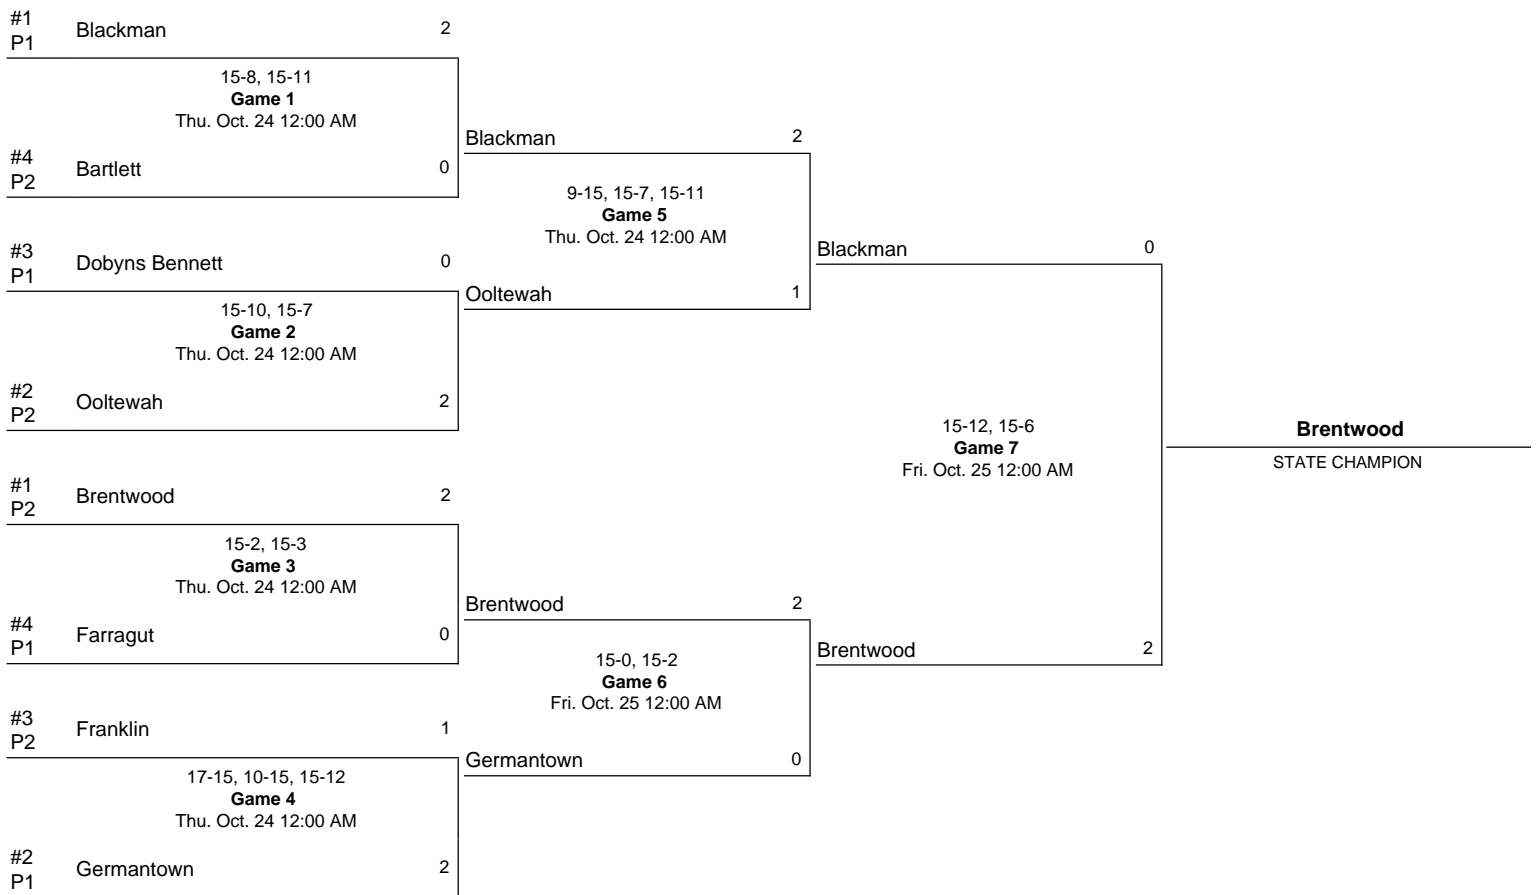 #1
P1
Blackman 2
15-8, 15-11
Game 1
Thu. Oct. 24 12:00 AM
#4
P2
Bartlett 0
#3
P1
Dobyns Bennett 0
15-10, 15-7
Game 2
Thu. Oct. 24 12:00 AM
#2
P2
Ooltewah 2
#1
P2
Brentwood 2
15-2, 15-3
Game 3
Thu. Oct. 24 12:00 AM
#4
P1
Farragut 0
#3
P2
Franklin 1
17-15, 10-15, 15-12
Game 4
Thu. Oct. 24 12:00 AM
#2
P1
Germantown 2
Blackman 2
9-15, 15-7, 15-11
Game 5
Thu. Oct. 24 12:00 AM
Ooltewah 1
Brentwood 2
15-0, 15-2
Game 6
Fri. Oct. 25 12:00 AM
Germantown 0
Blackman 0
15-12, 15-6
Game 7
Fri. Oct. 25 12:00 AM
Brentwood 2
Brentwood
STATE CHAMPION